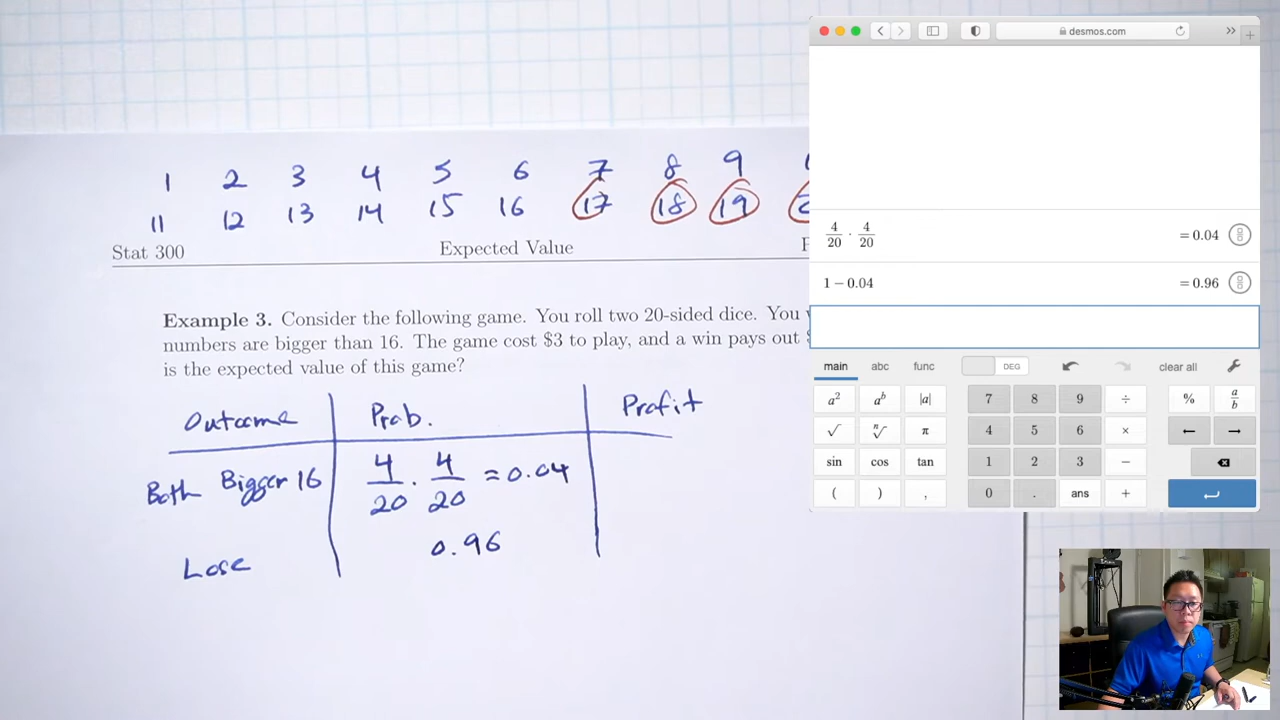 1 2 3 4 5 6 7 8 9
11 12 13 14 15 16 17 18 19
Stat 300 Expected Value
Example 3. Consider the following game. You roll two 20-sided dice. You
numbers are bigger than 16. The game cost $3 to play, and a win pays out
is the expected value of this game?
Outcome Prob. Profit
Both Bigger 16 4/20 · 4/20 = 0.04
Lose 0.96
desmos.com
4/20 · 4/20 = 0.04
1 − 0.04 = 0.96
main abc func DEG clear all
a² aᵇ |a| 7 8 9 ÷ % a/b
√ ⁿ√ π 4 5 6 × ← →
sin cos tan 1 2 3 −
( ) , 0 . ans +